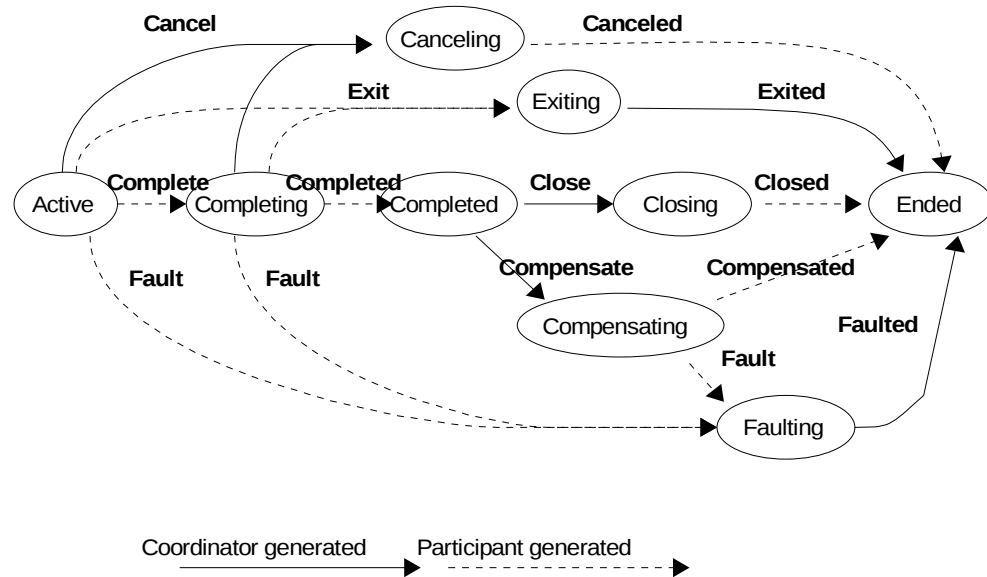 Cancel
Canceling
Canceled
Exit
Exiting
Exited
Active
Complete
Completing
Completed
Completed
Close
Closing
Closed
Ended
Fault
Fault
Compensate
Compensated
Compensating
Faulted
Fault
Faulting
Coordinator generated
Participant generated